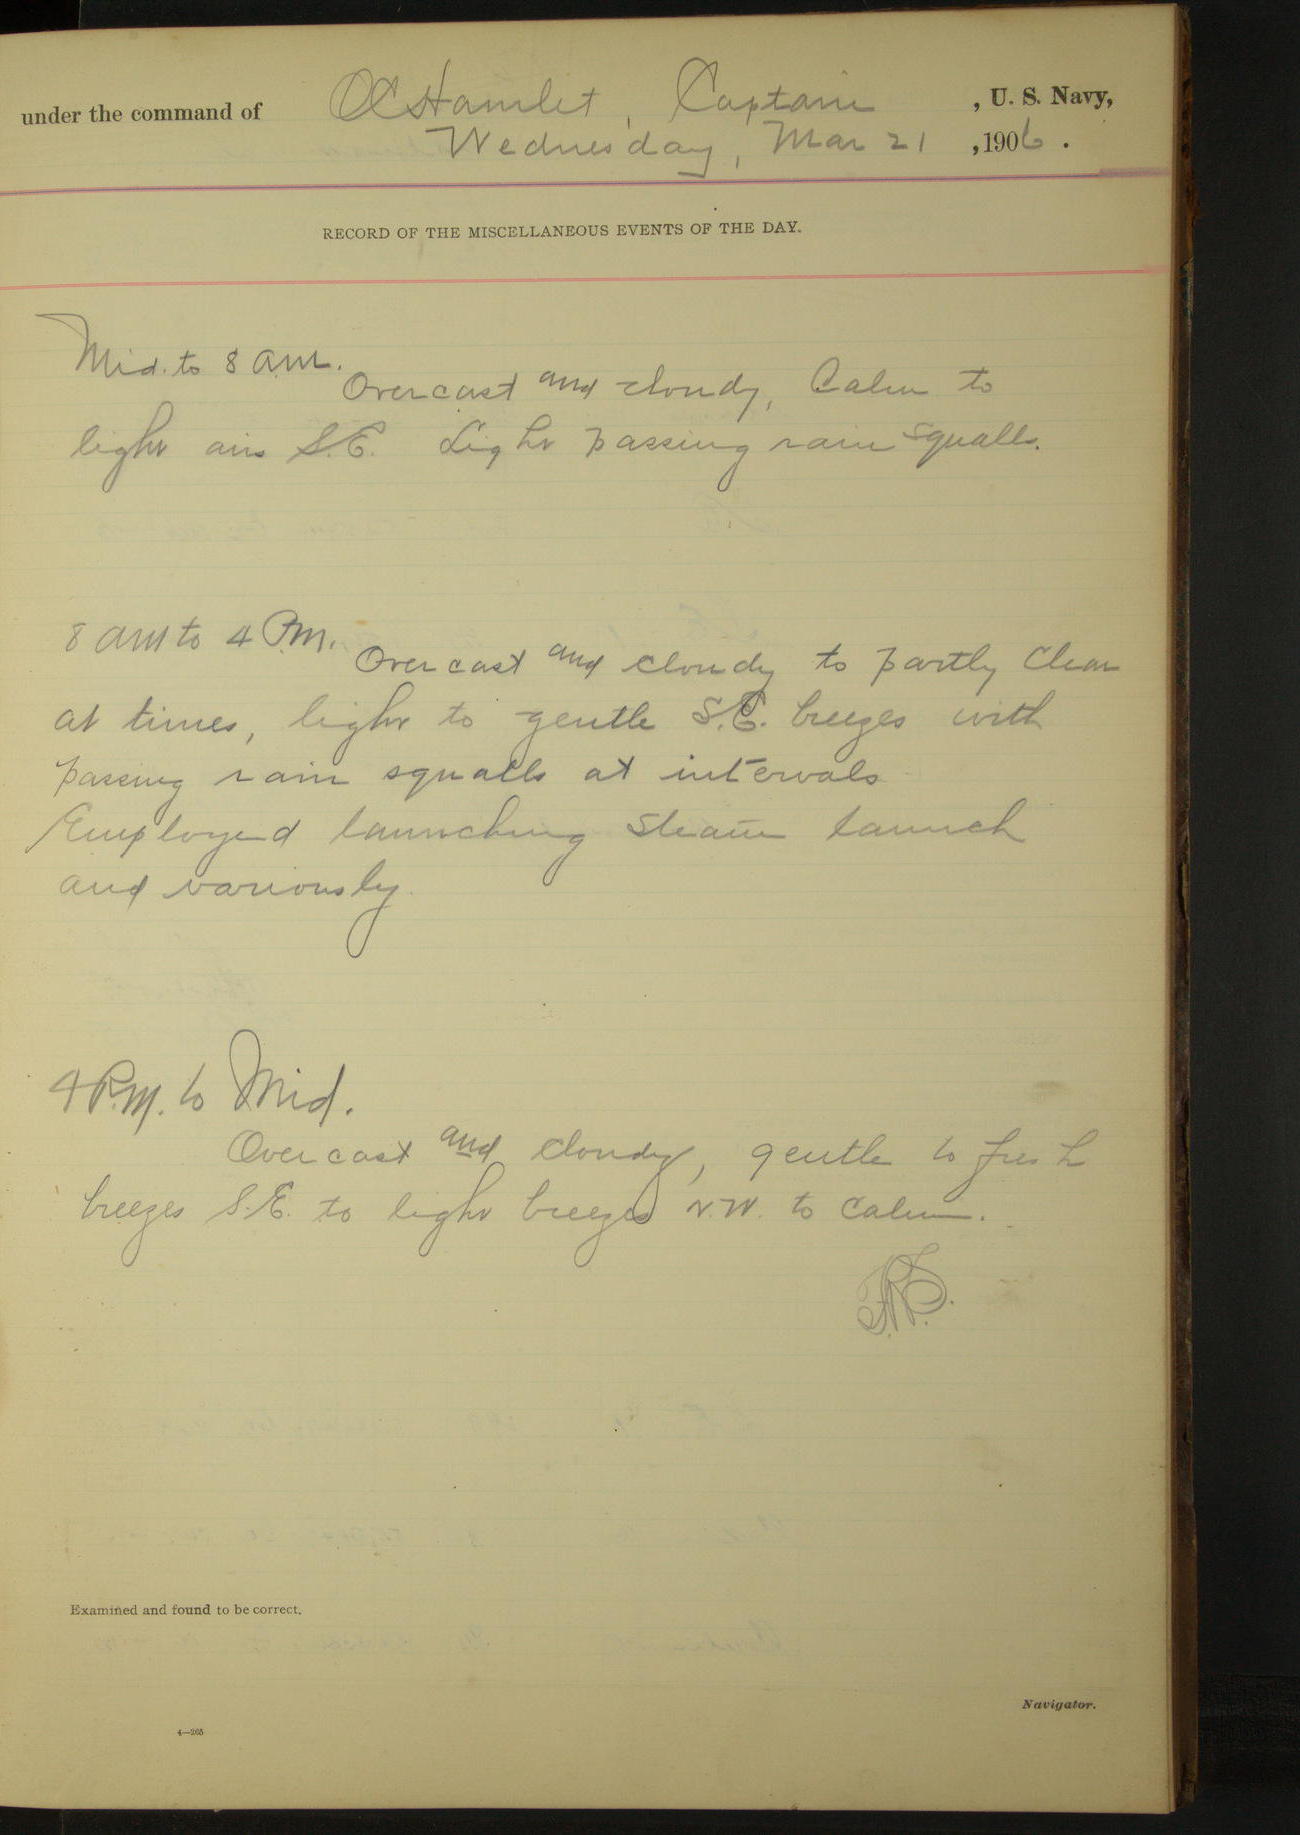 under the command of OC Hamlet, Captain, U. S. Navy,
Wednesday, Mar 21, 1906.
RECORD OF THE MISCELLANEOUS EVENTS OF THE DAY.
Mid. to 8 am.
Overcast and cloudy, Calm to
light airs S.E. Light passing rain squalls.
8 am to 4 P.m.
Overcast and cloudy to partly clear
at times, light to gentle S.E. breezes with
passing rain squalls at intervals
Employed launching steam launch
and variously.
4 P.M. to Mid.
Overcast and cloudy, gentle to fresh
breezes S.E. to light breezes N.W. to calm.
Examined and found to be correct.
Navigator.
4—265